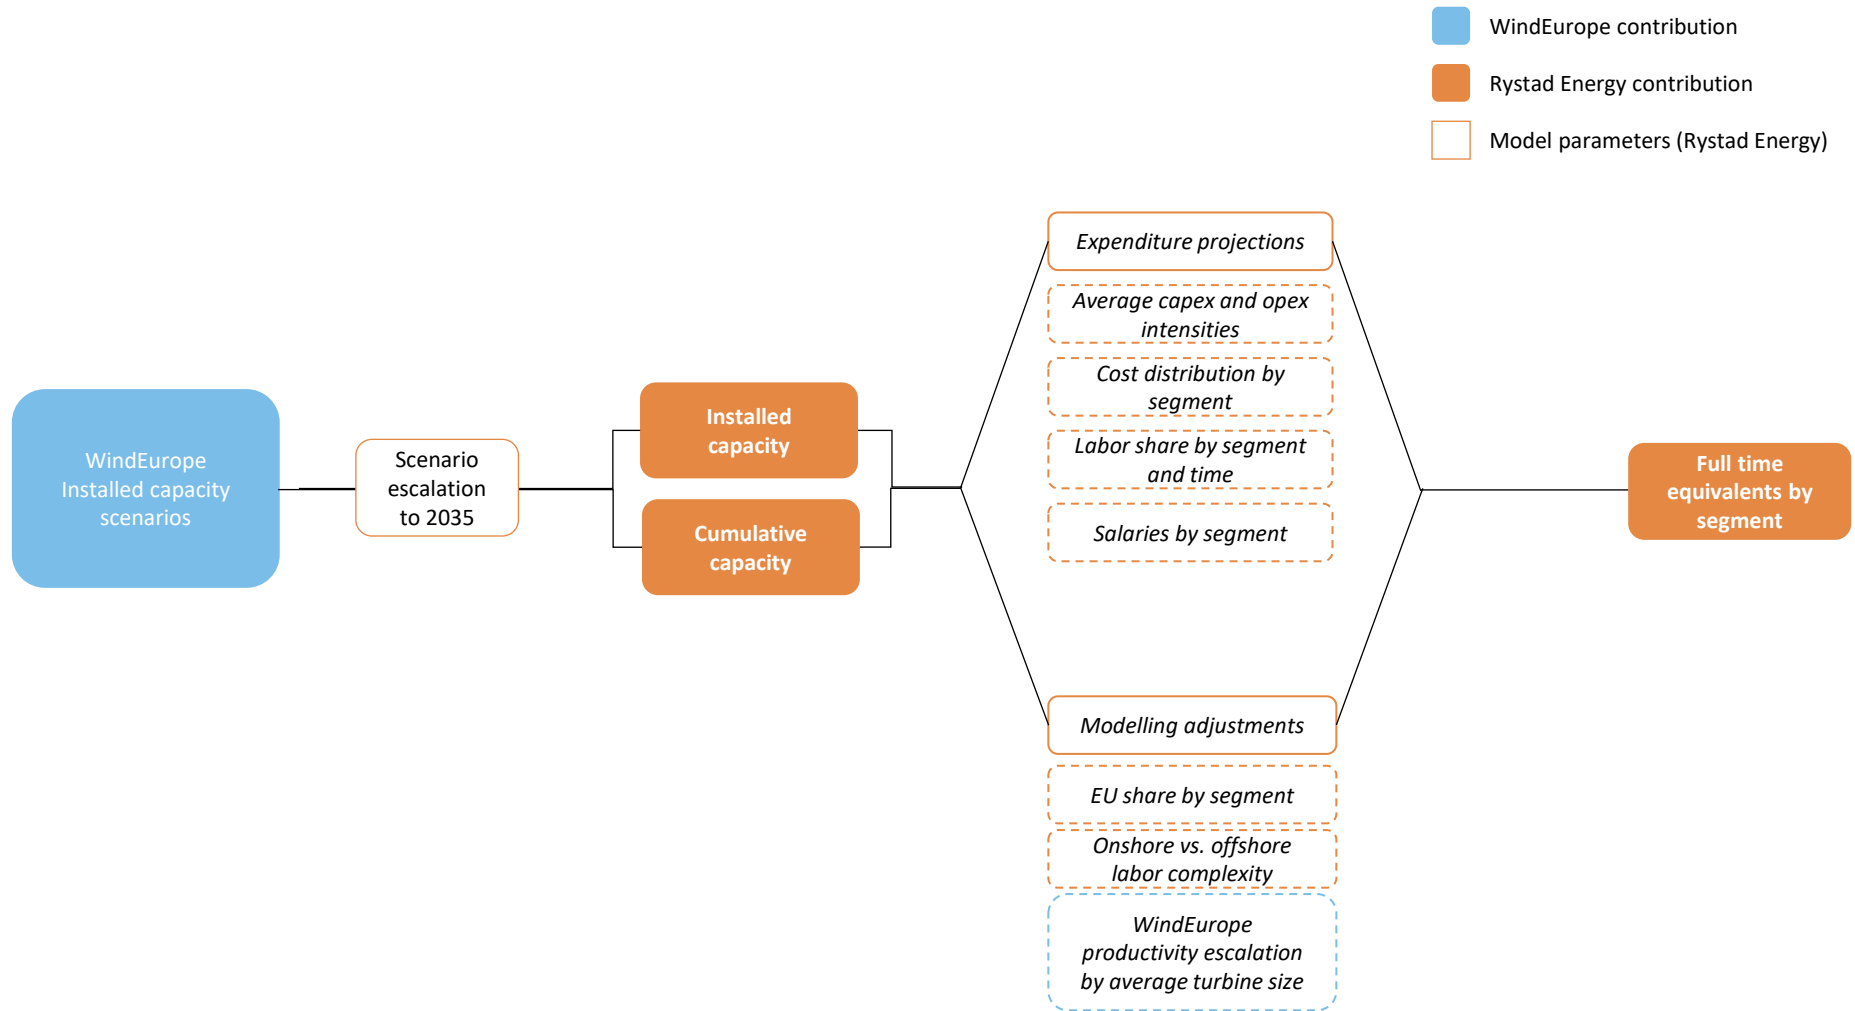 WindEurope contribution
Rystad Energy contribution
Model parameters (Rystad Energy)
WindEurope
Installed capacity
scenarios
Scenario
escalation
to 2035
Installed
capacity
Cumulative
capacity
Expenditure projections
Average capex and opex
intensities
Cost distribution by
segment
Labor share by segment
and time
Salaries by segment
Modelling adjustments
EU share by segment
Onshore vs. offshore
labor complexity
WindEurope
productivity escalation
by average turbine size
Full time
equivalents by
segment